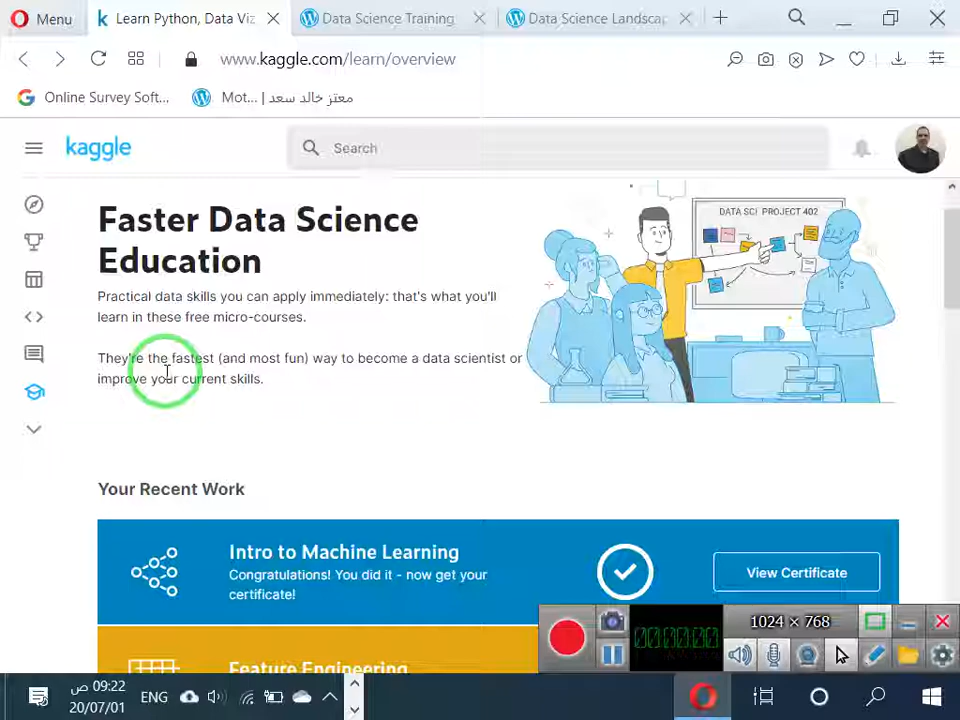 Menu
Learn Python, Data Viz
Data Science Training
Data Science Landsca
www.kaggle.com/learn/overview
Online Survey Soft...
Mot... | معتز خالد سعد
kaggle
Search
Faster Data Science
Education
Practical data skills you can apply immediately: that's what you'll
learn in these free micro-courses.
They're the fastest (and most fun) way to become a data scientist or
improve your current skills.
DATA SCI PROJECT 402
Your Recent Work
Intro to Machine Learning
Congratulations! You did it - now get your
certificate!
View Certificate
Feature Engineering
00:00:00
1024 × 768
09:22 ص
20/07/01
ENG